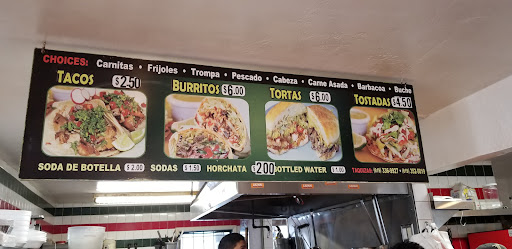 CHOICES: Carnitas • Frijoles • Trompa • Pescado • Cabeza • Carne Asada • Barbacoa • Buche
TACOS $2.50
BURRITOS $6.00
TORTAS $6.00
TOSTADAS $4.50
SODA DE BOTELLA $2.00 SODAS $1.50 HORCHATA $2.00 BOTTLED WATER
TAQUIZAS: